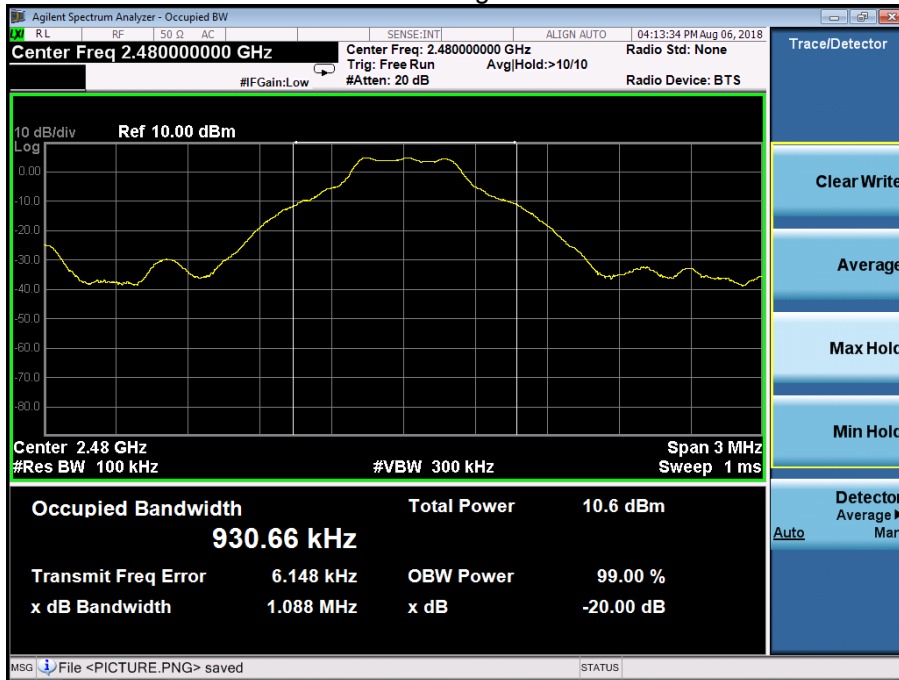 Agilent Spectrum Analyzer - Occupied BW
LXI RL RF 50 Ω AC SENSE:INT ALIGN AUTO 04:13:34 PM Aug 06, 2018
Center Freq 2.480000000 GHz
Center Freq: 2.480000000 GHz Radio Std: None
Trig: Free Run Avg|Hold:>10/10
#IFGain:Low #Atten: 20 dB Radio Device: BTS
10 dB/div Ref 10.00 dBm
Log
0.00
-10.0
-20.0
-30.0
-40.0
-50.0
-60.0
-70.0
-80.0
Center 2.48 GHz Span 3 MHz
#Res BW 100 kHz #VBW 300 kHz Sweep 1 ms
Occupied Bandwidth Total Power 10.6 dBm
930.66 kHz
Transmit Freq Error 6.148 kHz OBW Power 99.00 %
x dB Bandwidth 1.088 MHz x dB -20.00 dB
MSG File <PICTURE.PNG> saved STATUS
Trace/Detector
Clear Write
Average
Max Hold
Min Hold
Detector
Average
Auto Man